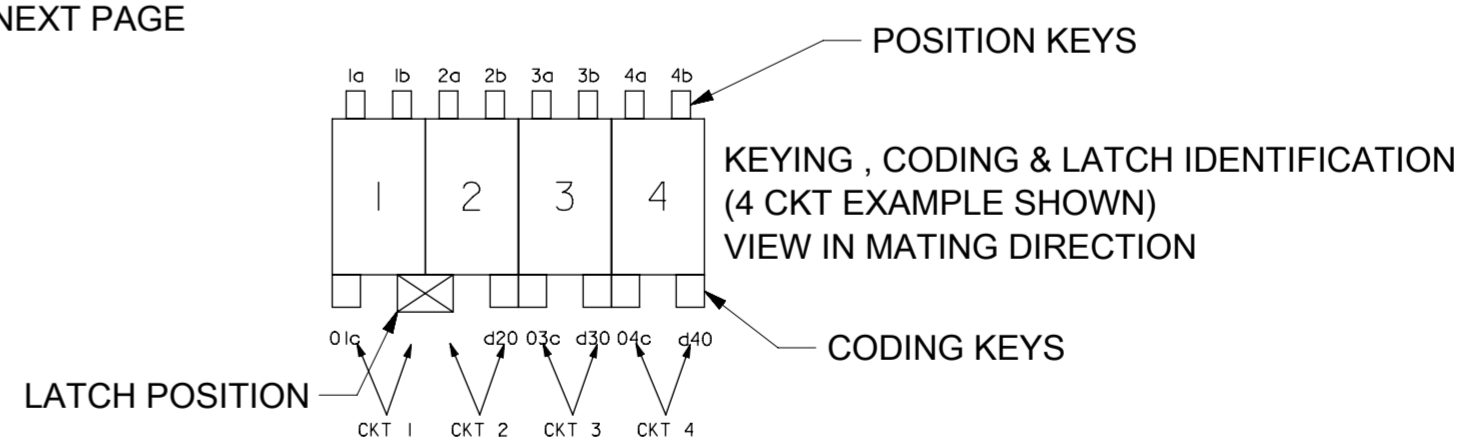 NEXT PAGE
POSITION KEYS
1a 1b 2a 2b 3a 3b 4a 4b
KEYING , CODING & LATCH IDENTIFICATION
(4 CKT EXAMPLE SHOWN)
VIEW IN MATING DIRECTION
1 2 3 4
01c d20 03c d30 04c d40
CODING KEYS
LATCH POSITION
CKT 1 CKT 2 CKT 3 CKT 4